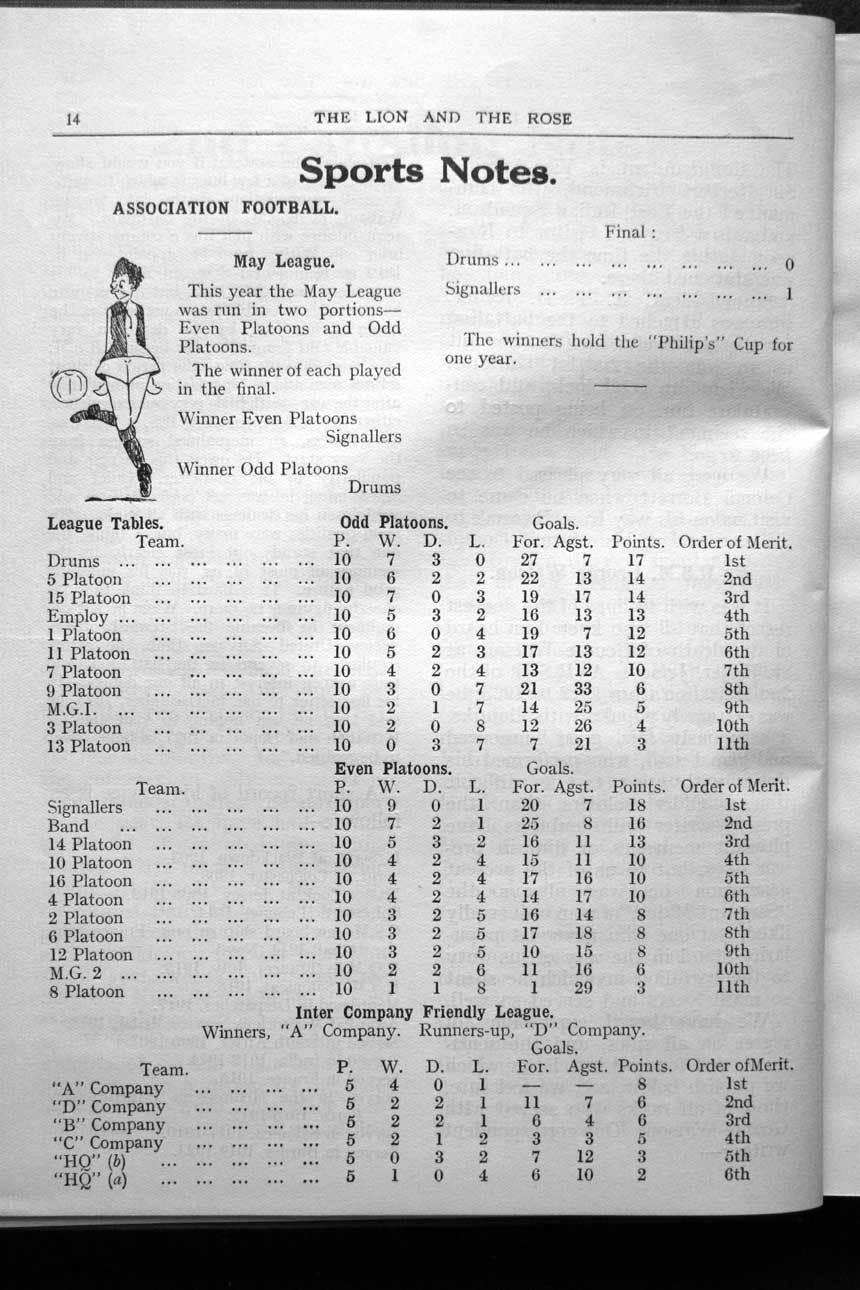 14
THE LION AND THE ROSE
Sports Notes.
ASSOCIATION FOOTBALL.
May League.
This year the May League
was run in two portions—
Even Platoons and Odd
Platoons.
The winner of each played
in the final.
Winner Even Platoons
Signallers
Winner Odd Platoons
Drums
Final :
Drums ... ... ... ... ... ... ... ... 0
Signallers ... ... ... ... ... ... ... 1
The winners hold the "Philip's" Cup for
one year.
League Tables. Odd Platoons. Goals.
Team. P. W. D. L. For. Agst. Points. Order of Merit.
Drums ... ... ... ... ... ... 10 7 3 0 27 7 17 1st
5 Platoon ... ... ... ... ... 10 6 2 2 22 13 14 2nd
15 Platoon ... ... ... ... ... 10 7 0 3 19 17 14 3rd
Employ ... ... ... ... ... ... 10 5 3 2 16 13 13 4th
1 Platoon ... ... ... ... ... 10 6 0 4 19 7 12 5th
11 Platoon ... ... ... ... ... 10 5 2 3 17 13 12 6th
7 Platoon ... ... ... ... ... 10 4 2 4 13 12 10 7th
9 Platoon ... ... ... ... ... 10 3 0 7 21 33 6 8th
M.G.I. ... ... ... ... ... ... 10 2 1 7 14 25 5 9th
3 Platoon ... ... ... ... ... 10 2 0 8 12 26 4 10th
13 Platoon ... ... ... ... ... 10 0 3 7 7 21 3 11th
Even Platoons. Goals.
Team. P. W. D. L. For. Agst. Points. Order of Merit.
Signallers ... ... ... ... ... 10 9 0 1 20 6 18 1st
Band ... ... ... ... ... ... 10 7 2 1 25 8 16 2nd
14 Platoon ... ... ... ... ... 10 5 3 2 16 11 13 3rd
10 Platoon ... ... ... ... ... 10 4 2 4 15 11 10 4th
16 Platoon ... ... ... ... ... 10 4 2 4 17 16 10 5th
4 Platoon ... ... ... ... ... 10 4 2 4 14 17 10 6th
2 Platoon ... ... ... ... ... 10 3 2 5 16 14 8 7th
6 Platoon ... ... ... ... ... 10 3 2 5 17 18 8 8th
12 Platoon ... ... ... ... ... 10 3 2 5 10 15 8 9th
M.G. 2 ... ... ... ... ... ... 10 2 2 6 11 16 6 10th
8 Platoon ... ... ... ... ... 10 1 1 8 1 29 3 11th
Inter Company Friendly League.
Winners, "A" Company. Runners-up, "D" Company.
Goals.
Team. P. W. D. L. For. Agst. Points. Order of Merit.
"A" Company ... ... ... ... 5 4 0 1 — — 8 1st
"D" Company ... ... ... ... 5 2 2 1 11 7 6 2nd
"B" Company ... ... ... ... 5 2 2 1 6 4 6 3rd
"C" Company ... ... ... ... 5 2 1 2 3 3 5 4th
"HQ" (b) ... ... ... ... ... 5 0 3 2 7 12 3 5th
"HQ" (a) ... ... ... ... ... 5 1 0 4 6 10 2 6th